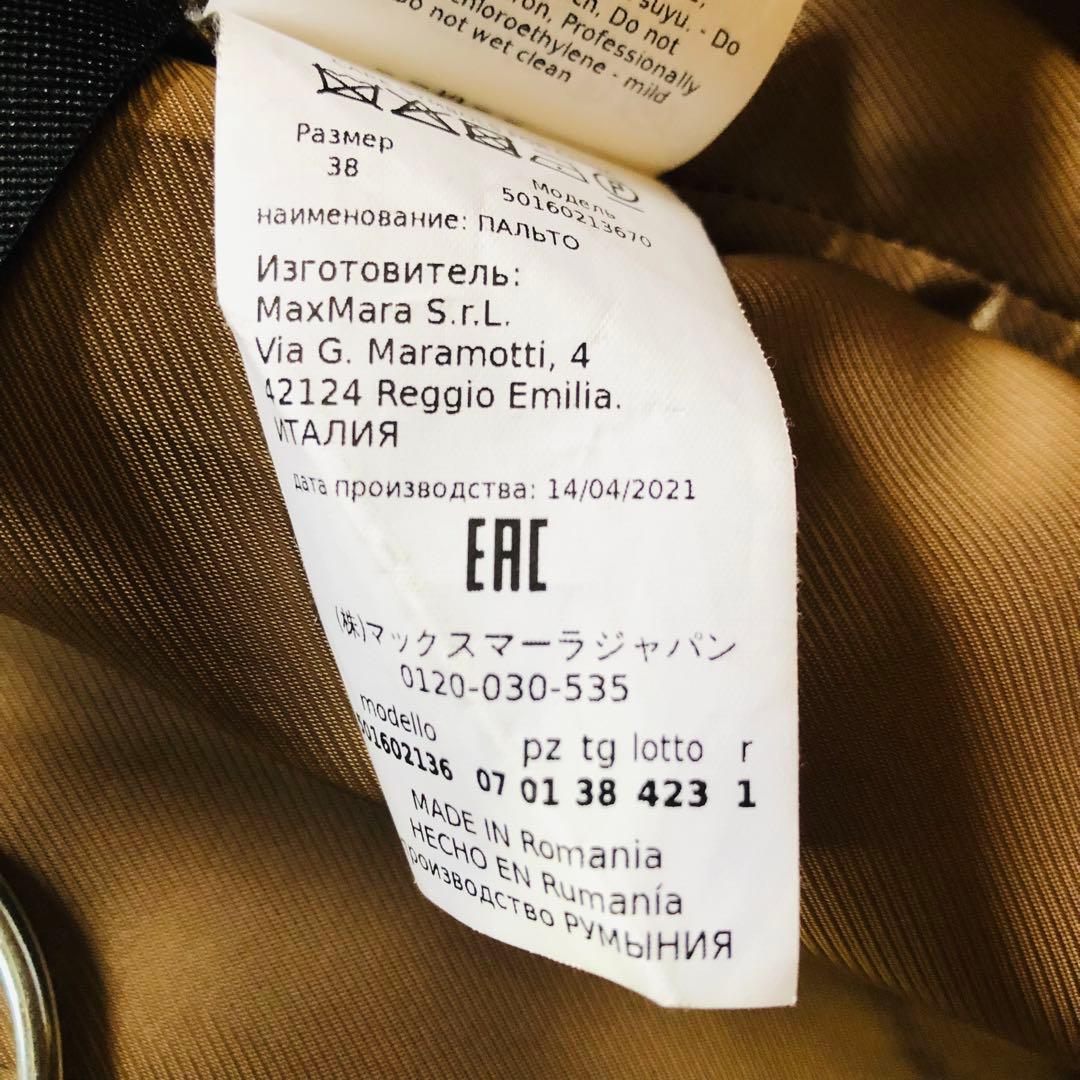 suyu. - Do
ch, Do not
ron, Professionally
chloroethylene - mild
Do not wet clean
Размер
38
Модель
50160213670
наименование: ПАЛЬТО
Изготовитель:
MaxMara S.r.L.
Via G. Maramotti, 4
42124 Reggio Emilia.
ИТАЛИЯ
дата производства: 14/04/2021
EAC
(株)マックスマーラジャパン
0120-030-535
modello
501602136 07
pz tg lotto r
01 38 423 1
MADE IN Romania
HECHO EN Rumanía
производство РУМЫНИЯ